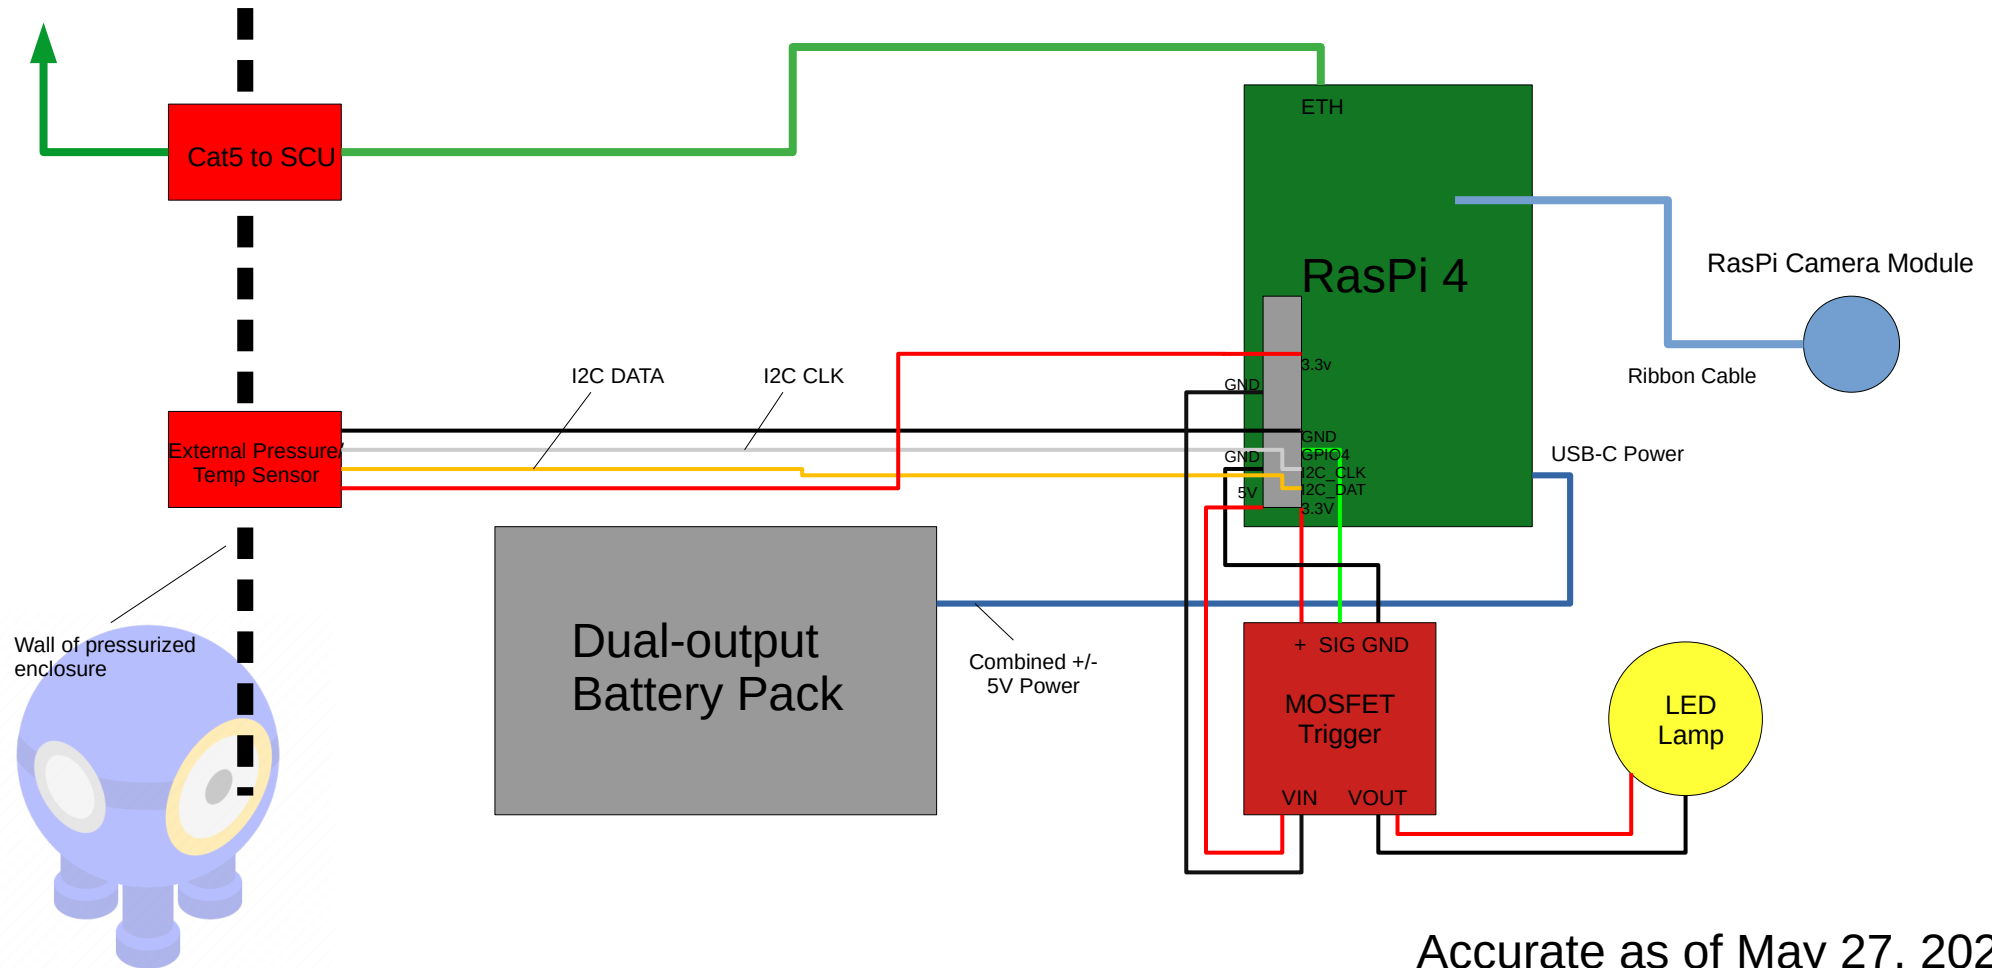 ETH
Cat5 to SCU
RasPi 4
RasPi Camera Module
3.3v
I2C DATA
I2C CLK
GND
Ribbon Cable
GND
External Pressure/
Temp Sensor
GPIO4
GND
USB-C Power
I2C_CLK
I2C_DAT
5V
3.3V
Wall of pressurized
enclosure
Dual-output
Battery Pack
Combined +/-
5V Power
+ SIG GND
MOSFET
Trigger
LED
Lamp
VIN VOUT
Accurate as of May 27, 202